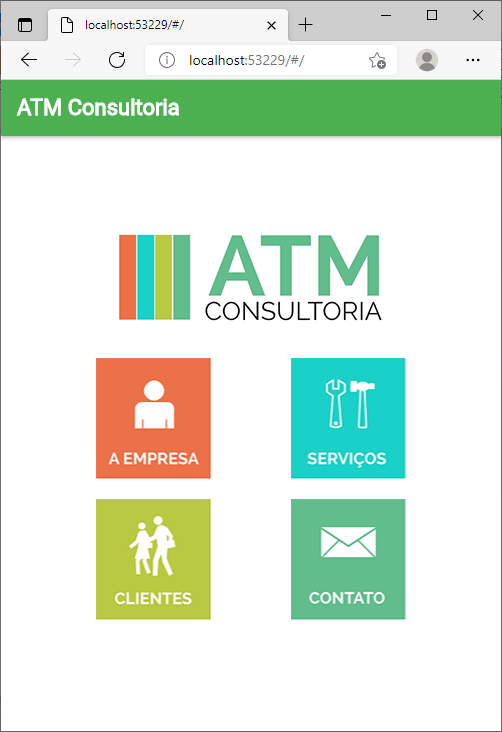 localhost:53229/#/
localhost:53229/#/
ATM Consultoria
ATM
CONSULTORIA
A EMPRESA
SERVIÇOS
CLIENTES
CONTATO